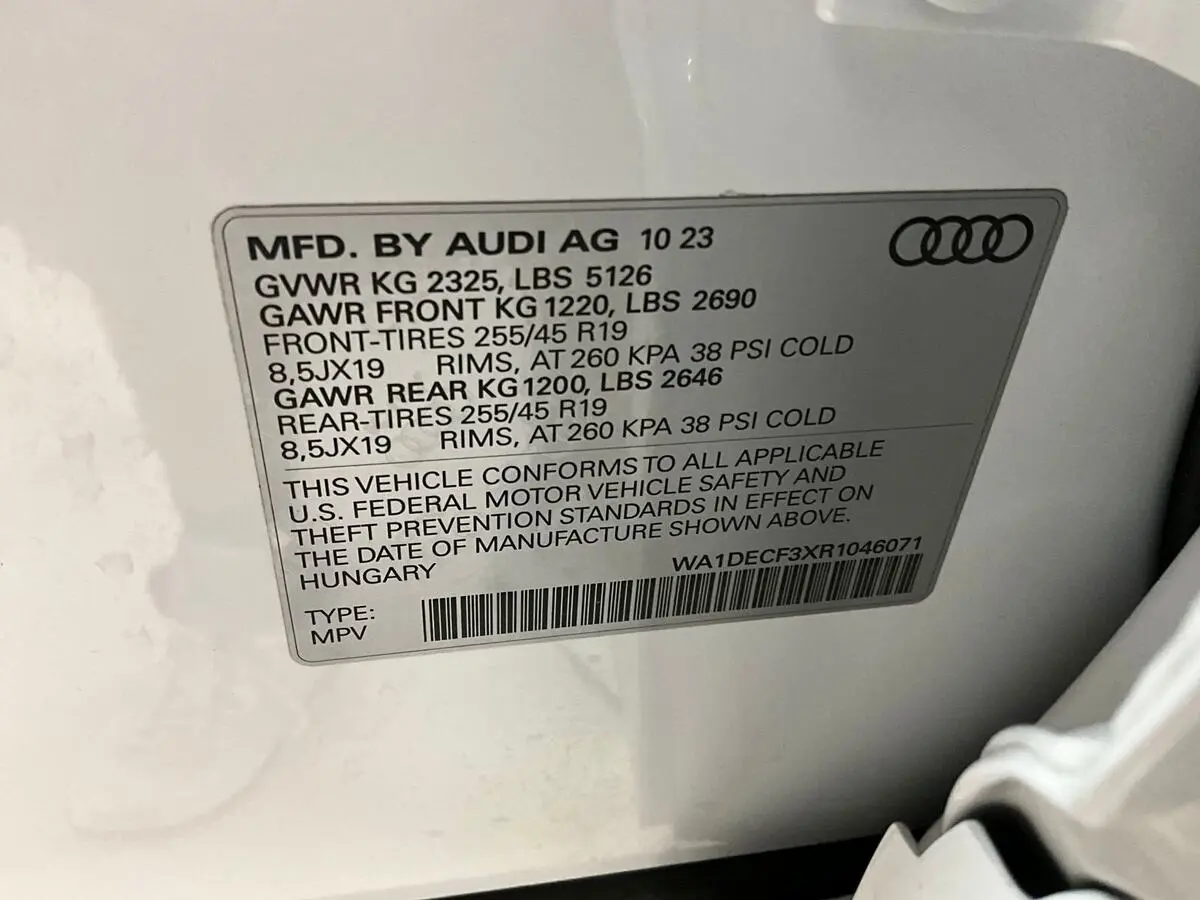 MFD. BY AUDI AG 10 23
GVWR KG 2325, LBS 5126
GAWR FRONT KG 1220, LBS 2690
FRONT-TIRES 255/45 R19
8,5JX19 RIMS, AT 260 KPA 38 PSI COLD
GAWR REAR KG 1200, LBS 2646
REAR-TIRES 255/45 R19
8,5JX19 RIMS, AT 260 KPA 38 PSI COLD
THIS VEHICLE CONFORMS TO ALL APPLICABLE
U.S. FEDERAL MOTOR VEHICLE SAFETY AND
THEFT PREVENTION STANDARDS IN EFFECT ON
THE DATE OF MANUFACTURE SHOWN ABOVE.
HUNGARY WA1DECF3XR1046071
TYPE:
MPV